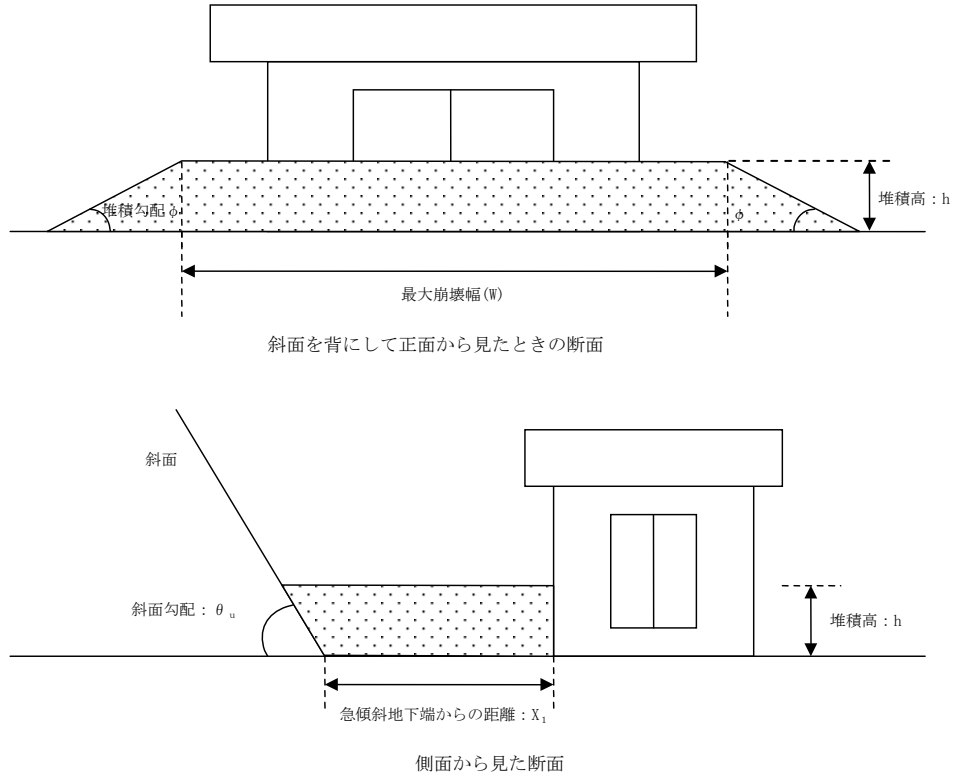 堆積勾配φ
φ
堆積高：h
最大崩壊幅(W)
斜面を背にして正面から見たときの断面
斜面
斜面勾配：θu
堆積高：h
急傾斜地下端からの距離：X1
側面から見た断面